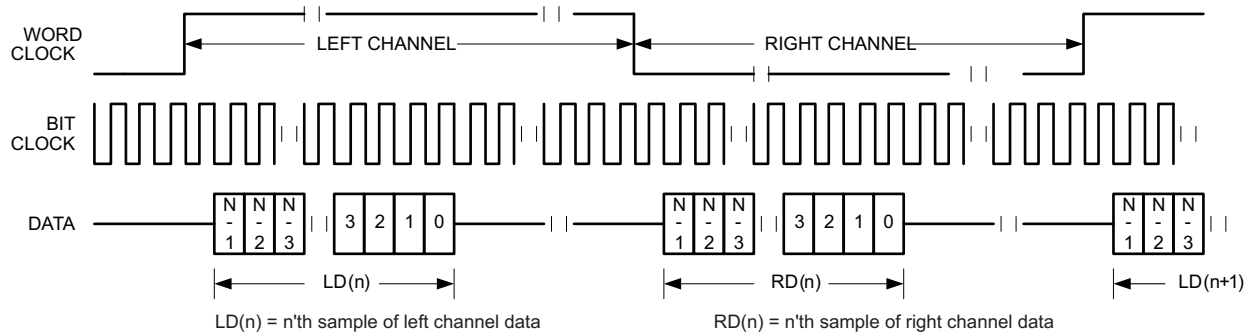 WORD
CLOCK
LEFT CHANNEL
RIGHT CHANNEL
BIT
CLOCK
DATA
N
-
1
N
-
2
N
-
3
3
2
1
0
N
-
1
N
-
2
N
-
3
3
2
1
0
N
-
1
N
-
2
N
-
3
LD(n)
RD(n)
LD(n+1)
LD(n) = n'th sample of left channel data
RD(n) = n'th sample of right channel data